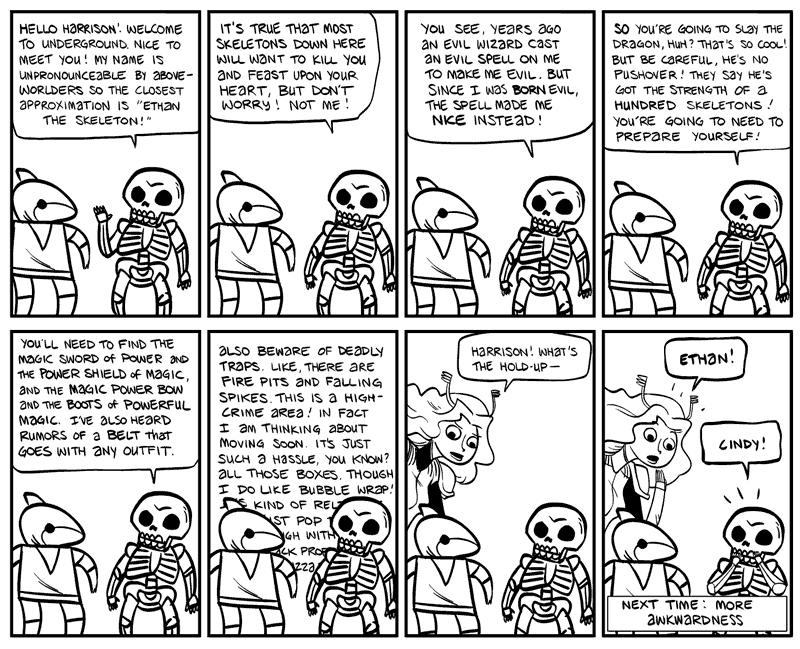 HELLO HARRISON! WELCOME
TO UNDERGROUND. NICE TO
MEET YOU! MY NAME IS
UNPRONOUNCEABLE BY ABOVE-
WORLDERS SO THE CLOSEST
APPROXIMATION IS "ETHAN
THE SKELETON!"
IT'S TRUE THAT MOST
SKELETONS DOWN HERE
WILL WANT TO KILL YOU
AND FEAST UPON YOUR
HEART, BUT DON'T
WORRY! NOT ME!
YOU SEE, YEARS AGO
AN EVIL WIZARD CAST
AN EVIL SPELL ON ME
TO MAKE ME EVIL. BUT
SINCE I WAS BORN EVIL,
THE SPELL MADE ME
NICE INSTEAD!
SO YOU'RE GOING TO SLAY THE
DRAGON, HUH? THAT'S SO COOL!
BUT BE CAREFUL, HE'S NO
PUSHOVER! THEY SAY HE'S
GOT THE STRENGTH OF A
HUNDRED SKELETONS!
YOU'RE GOING TO NEED TO
PREPARE YOURSELF!
YOU'LL NEED TO FIND THE
MAGIC SWORD OF POWER AND
THE POWER SHIELD OF MAGIC,
AND THE MAGIC POWER BOW
AND THE BOOTS OF POWERFUL
MAGIC. I'VE ALSO HEARD
RUMORS OF A BELT THAT
GOES WITH ANY OUTFIT.
ALSO BEWARE OF DEADLY
TRAPS. LIKE, THERE ARE
FIRE PITS AND FALLING
SPIKES. THIS IS A HIGH-
CRIME AREA! IN FACT
I AM THINKING ABOUT
MOVING SOON. IT'S JUST
SUCH A HASSLE, YOU KNOW?
ALL THOSE BOXES. THOUGH
I DO LIKE BUBBLE WRAP!
KIND OF
POP
WITH
HARRISON! WHAT'S
THE HOLD-UP—
ETHAN!
CINDY!
NEXT TIME: MORE
AWKWARDNESS